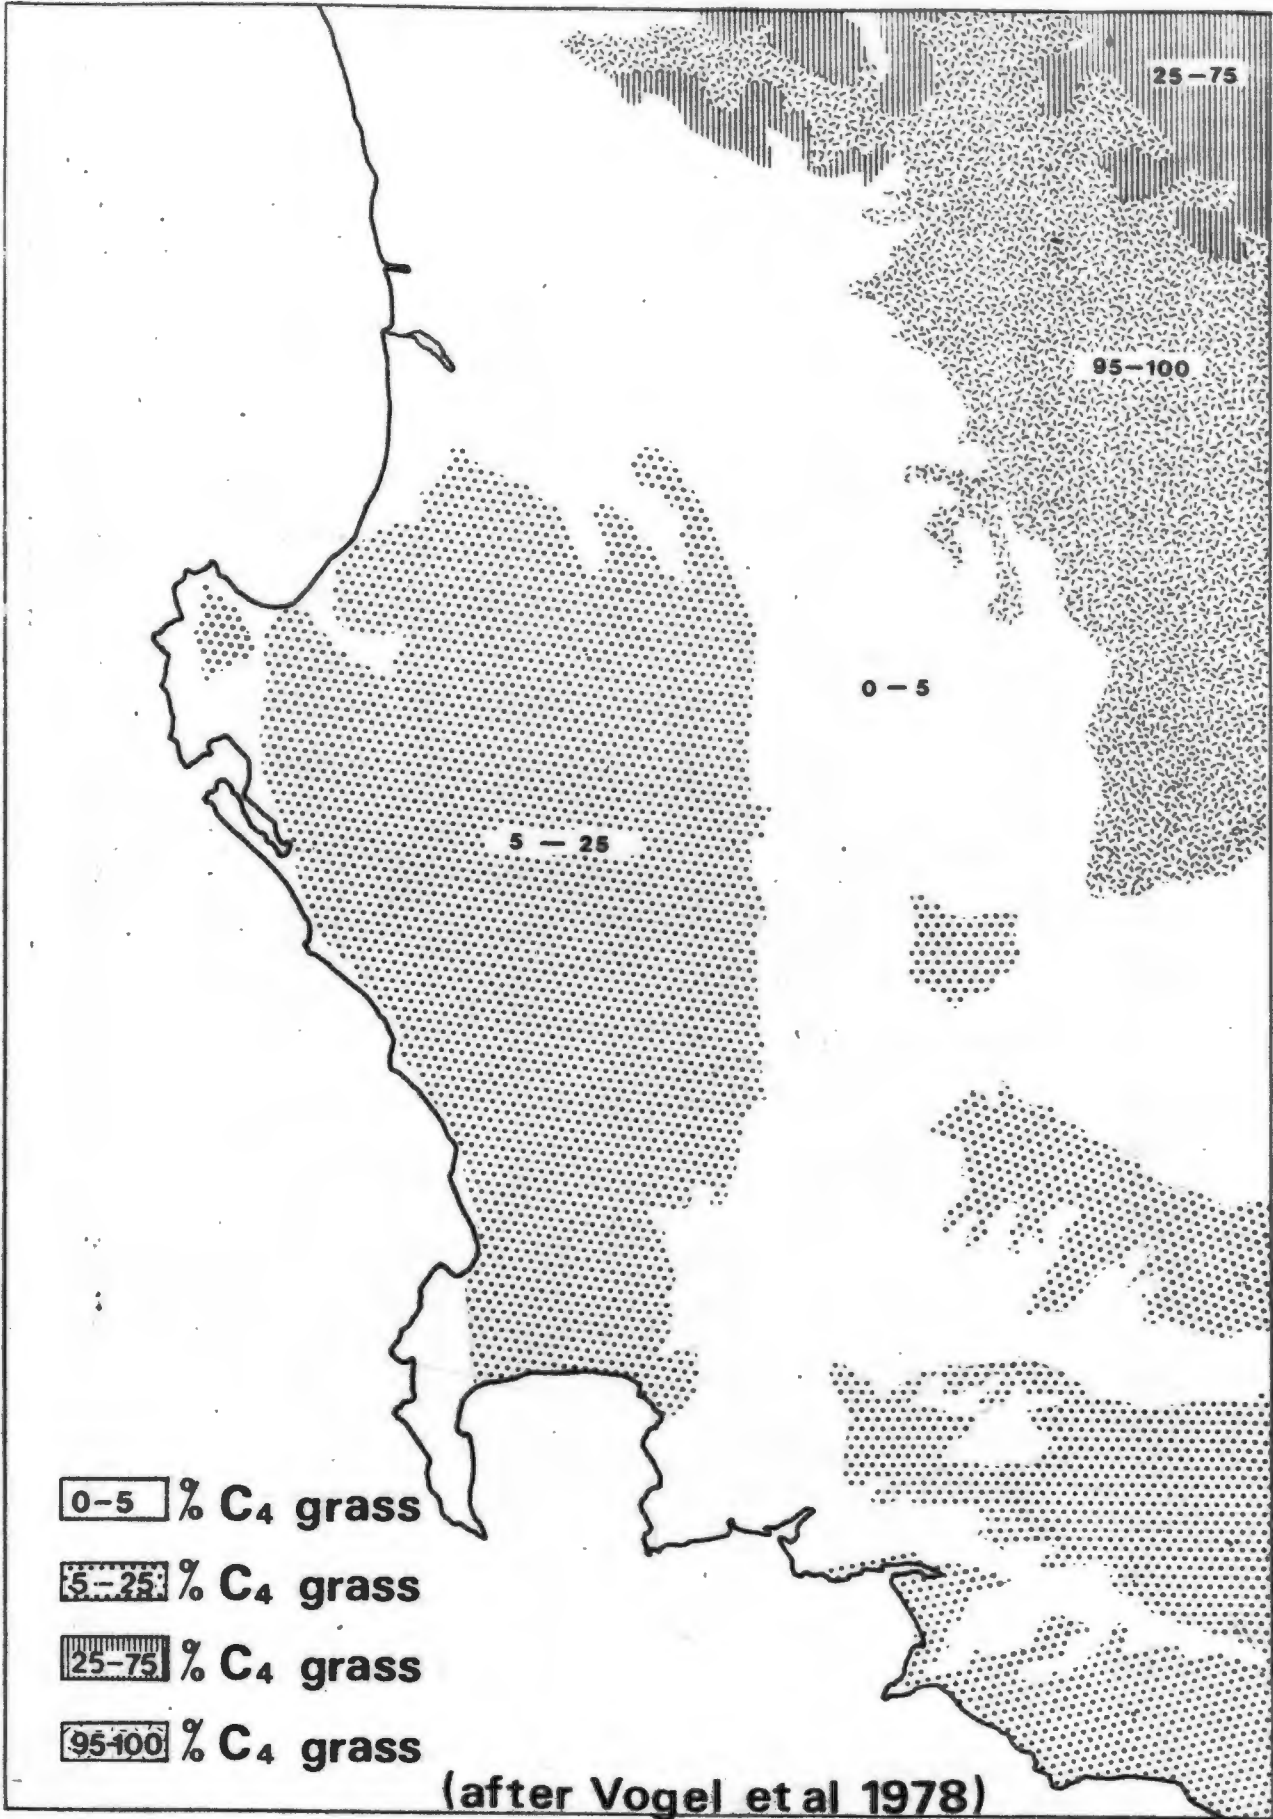 25-75
95-100
0-5
5-25
0-5 % C4 grass
5-25 % C4 grass
25-75 % C4 grass
95-100 % C4 grass
(after Vogel et al 1978)